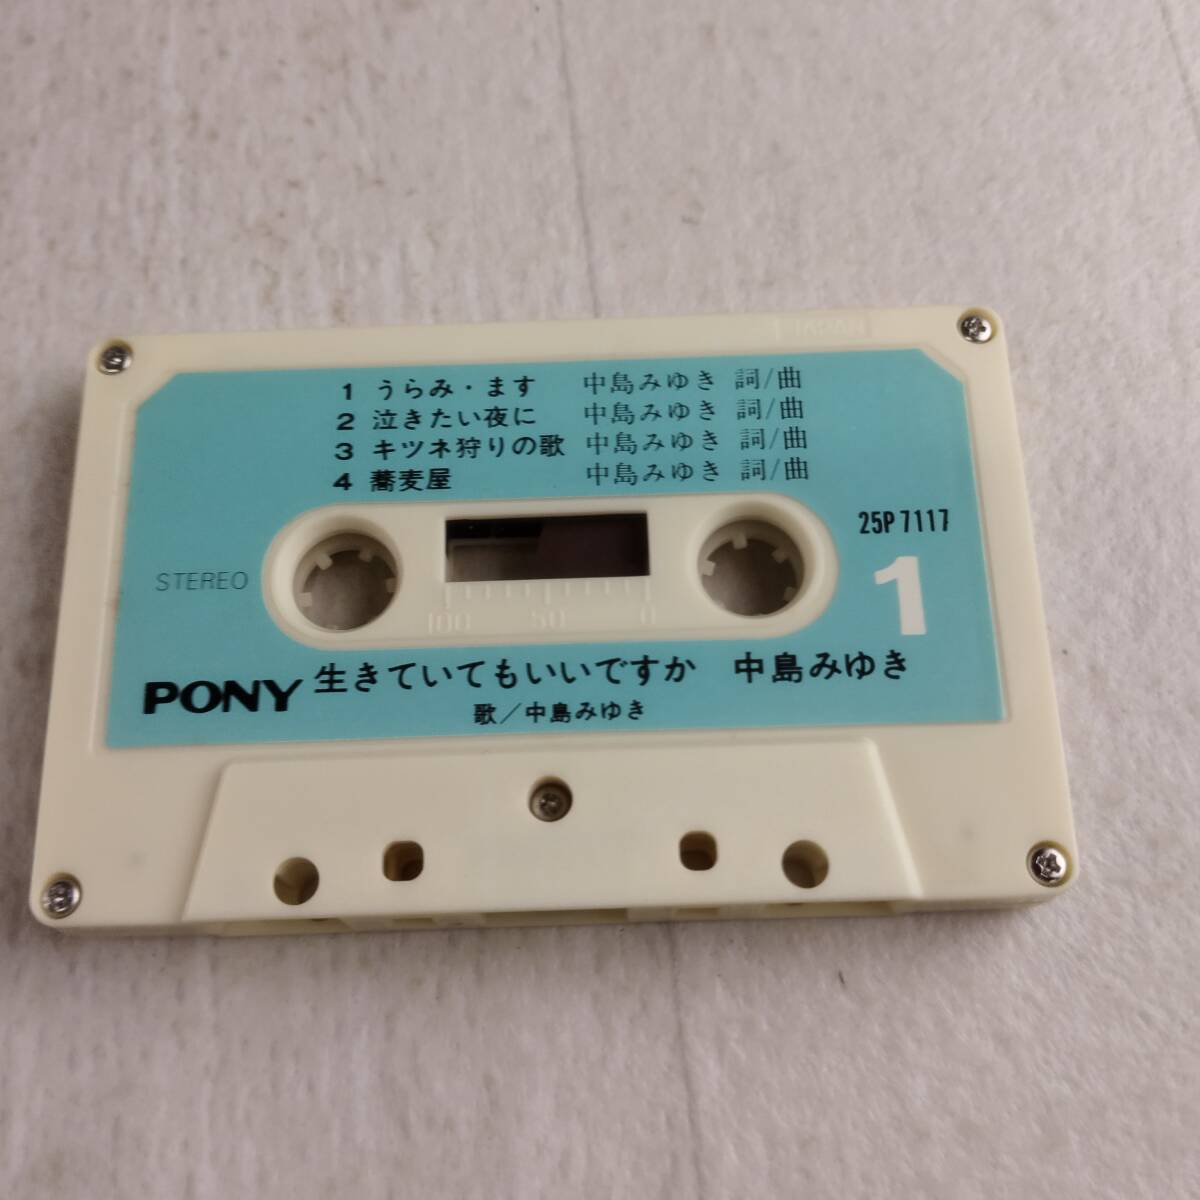 JAPAN
1 うらみ・ます 中島みゆき 詞/曲
2 泣きたい夜に 中島みゆき 詞/曲
3 キツネ狩りの歌 中島みゆき 詞/曲
4 蕎麦屋 中島みゆき 詞/曲
25P7117
STEREO
1
100 50 0
PONY 生きていてもいいですか 中島みゆき
歌/中島みゆき